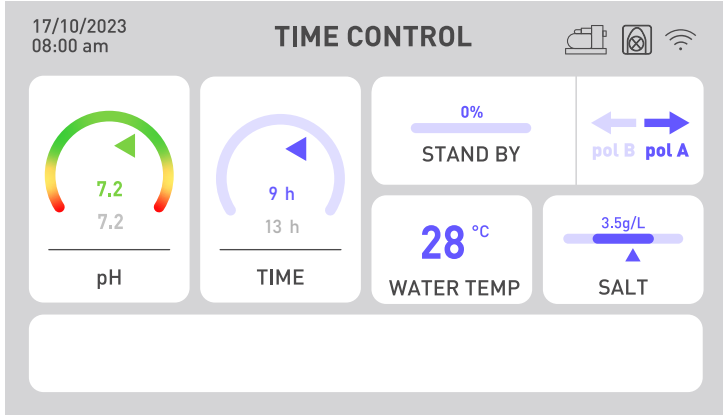 17/10/2023
08:00 am
TIME CONTROL
7.2
7.2
pH
9 h
13 h
TIME
0%
STAND BY
pol B pol A
28 °C
WATER TEMP
3.5g/L
SALT